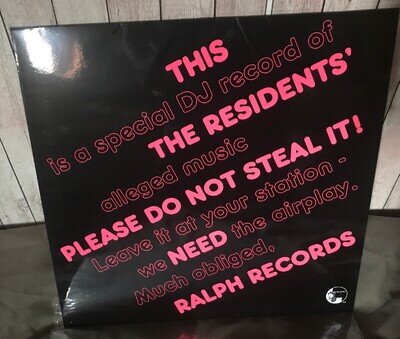 THIS
is a special DJ record of
THE RESIDENTS'
alleged music
PLEASE DO NOT STEAL IT!
Leave it at your station -
we NEED the airplay.
Much obliged,
RALPH RECORDS